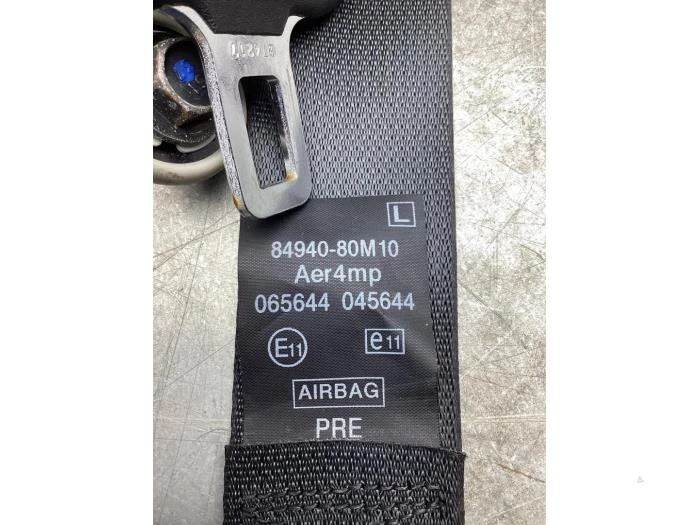 L
84940-80M10
Aer4mp
065644 045644
E11 e11
AIRBAG
PRE